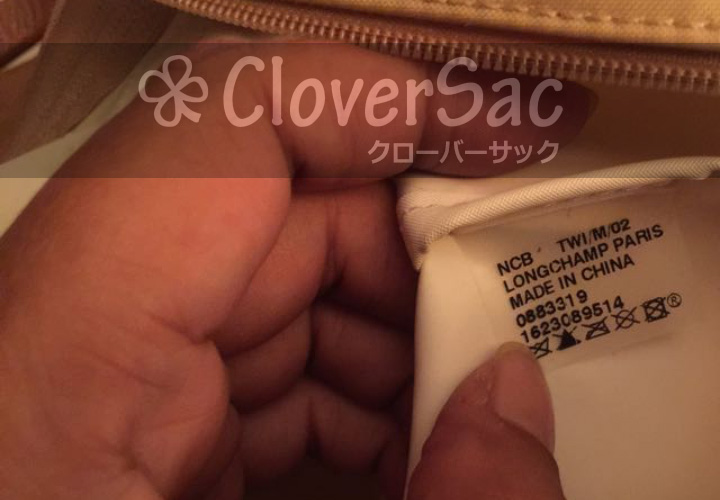 CloverSac
クローバーサック
NCB TWI/M/02
LONGCHAMP PARIS
MADE IN CHINA
0883319
1623089514
®